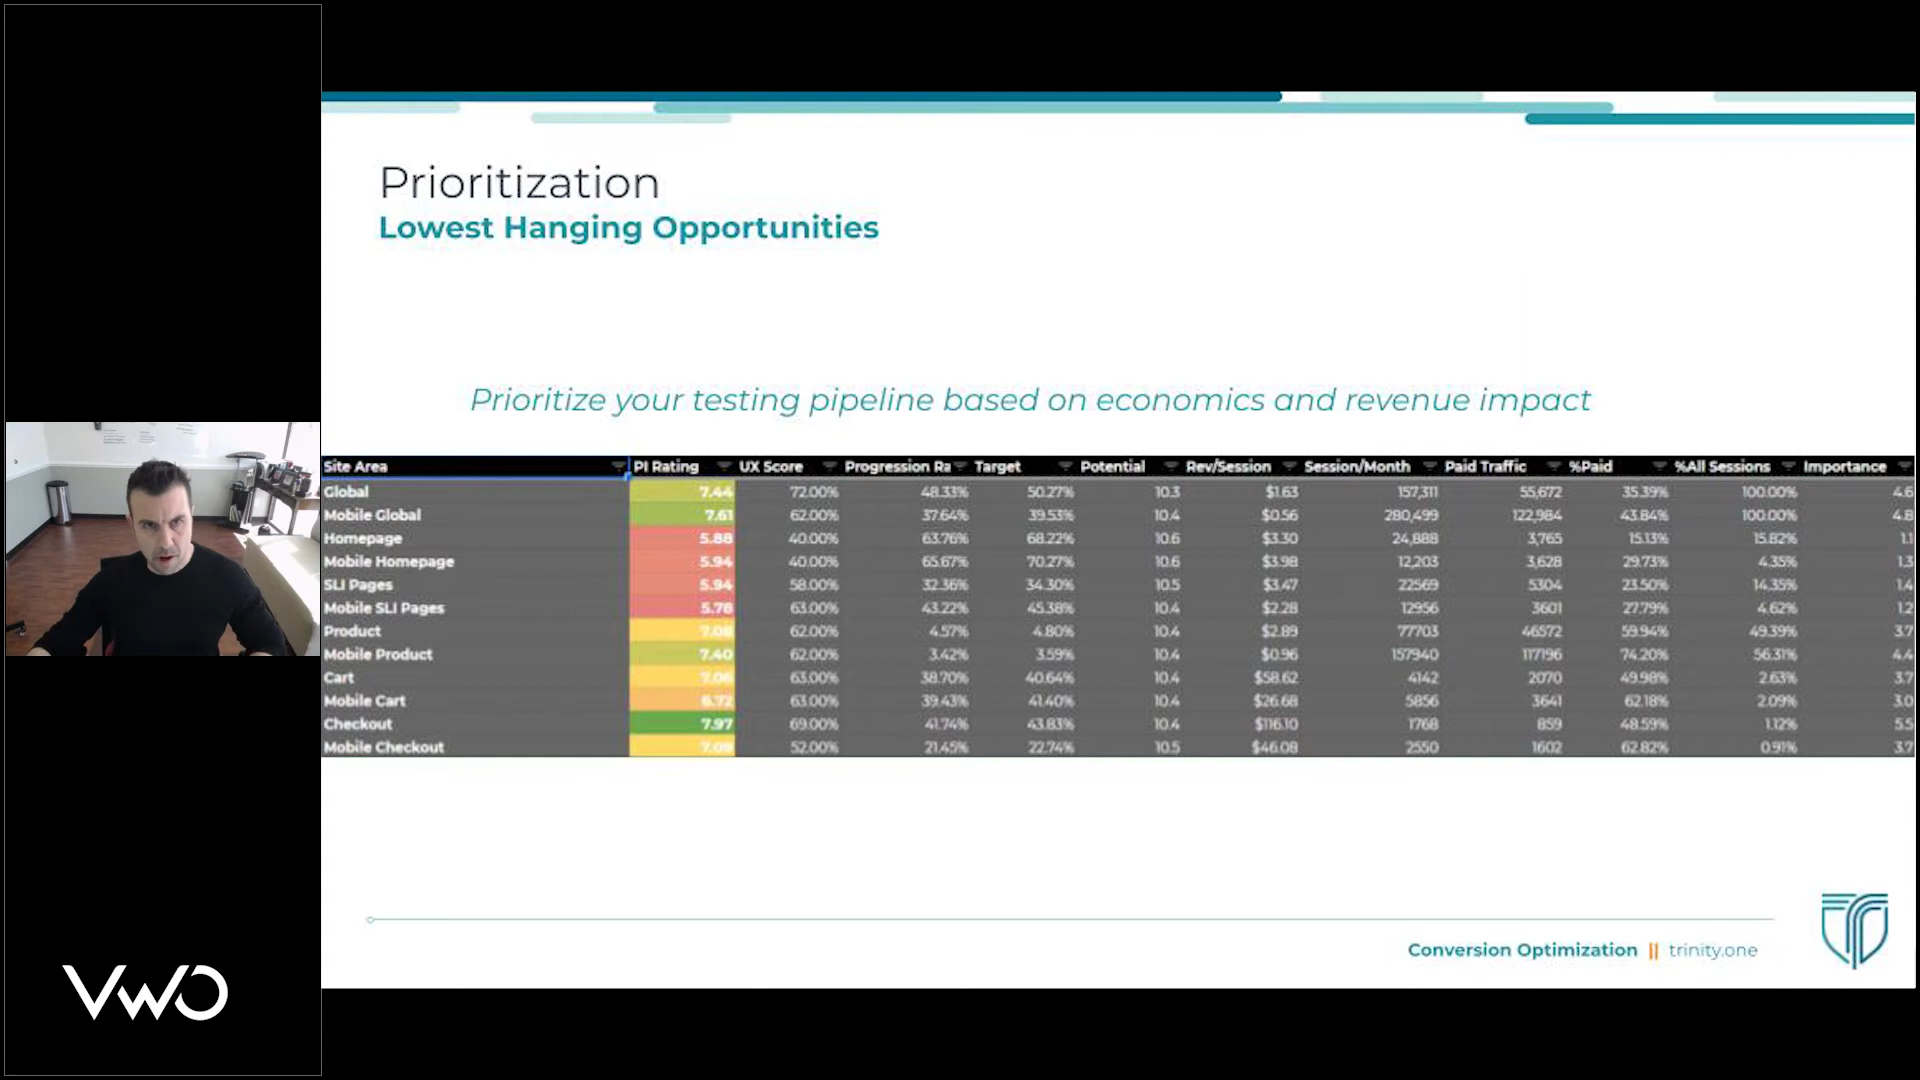 Prioritization
Lowest Hanging Opportunities
Prioritize your testing pipeline based on economics and revenue impact
Site Area PI Rating UX Score Progression Ra Target Potential Rev/Session Session/Month Paid Traffic %Paid %All Sessions Importance
Global 7.44 72.00% 48.33% 50.27% 10.3 $1.63 157,311 55,672 35.39% 100.00% 4.6
Mobile Global 7.61 62.00% 37.64% 39.53% 10.4 $0.56 280,499 122,984 43.84% 100.00% 4.8
Homepage 5.88 40.00% 63.76% 68.22% 10.6 $3.30 24,888 3,765 15.13% 15.82% 1.1
Mobile Homepage 5.94 40.00% 65.67% 70.27% 10.6 $3.98 12,203 3,628 29.73% 4.35% 1.3
SLI Pages 5.94 58.00% 32.36% 34.30% 10.5 $3.47 22569 5304 23.50% 14.35% 1.4
Mobile SLI Pages 5.78 63.00% 43.22% 45.38% 10.4 $2.28 12956 3601 27.79% 4.62% 1.2
Product 62.00% 4.57% 4.80% 10.4 $2.89 77703 46572 59.94% 49.39% 3.7
Mobile Product 7.40 62.00% 3.42% 3.59% 10.4 $0.96 157940 117196 74.20% 56.31% 4.4
Cart 63.00% 38.70% 40.64% 10.4 $58.62 4142 2070 49.98% 2.63% 3.7
Mobile Cart 6.72 63.00% 39.43% 41.40% 10.4 $26.68 5856 3641 62.18% 2.09% 3.0
Checkout 7.97 69.00% 41.74% 43.83% 10.4 $116.10 1768 859 48.59% 1.12% 5.5
Mobile Checkout 52.00% 21.45% 22.74% 10.5 $46.08 2550 1602 62.82% 0.91% 3.7
Conversion Optimization || trinity.one
VWO